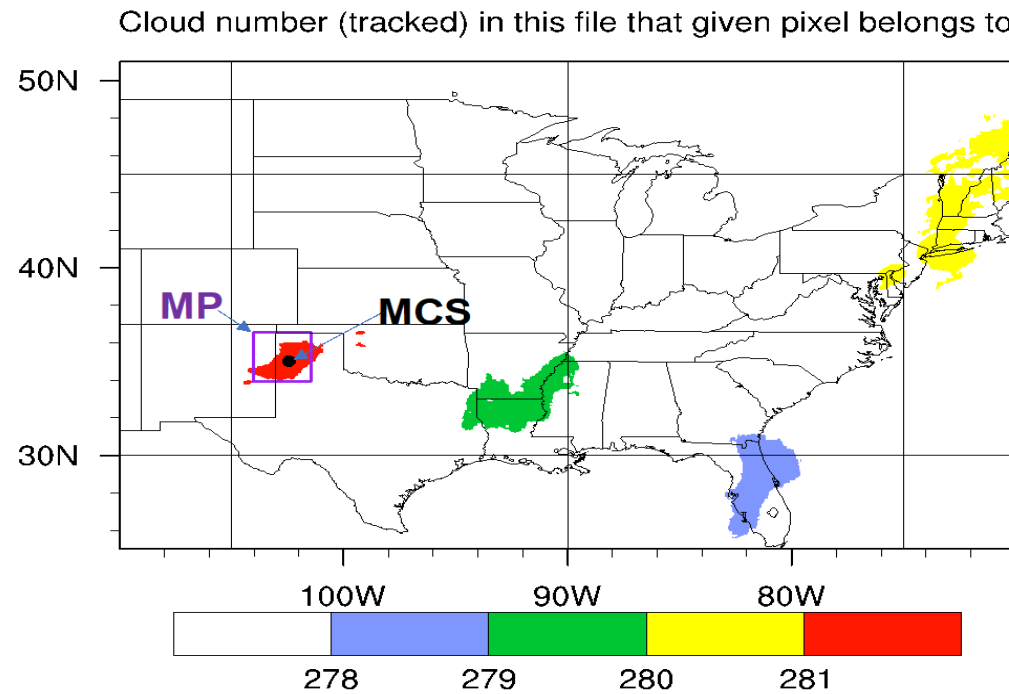 Cloud number (tracked) in this file that given pixel belongs to
50N
40N
MP
MCS
30N
100W 90W 80W
278 279 280 281